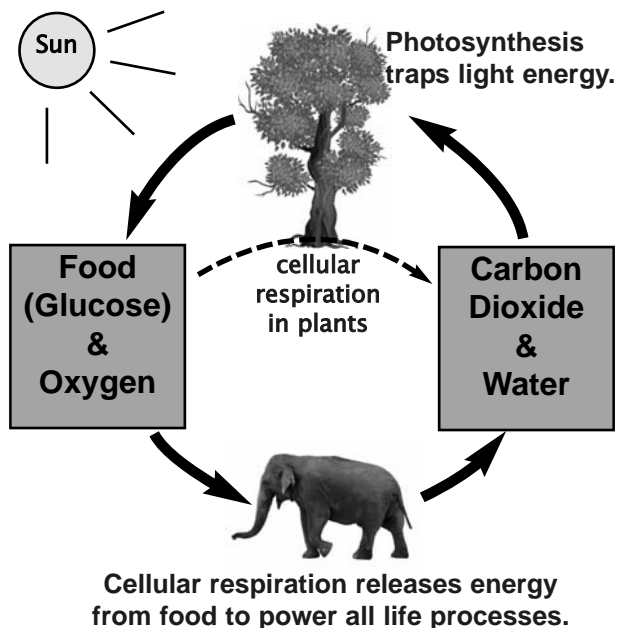 Sun
Photosynthesis
traps light energy.
Food
(Glucose)
&
Oxygen
cellular
respiration
in plants
Carbon
Dioxide
&
Water
Cellular respiration releases energy
from food to power all life processes.